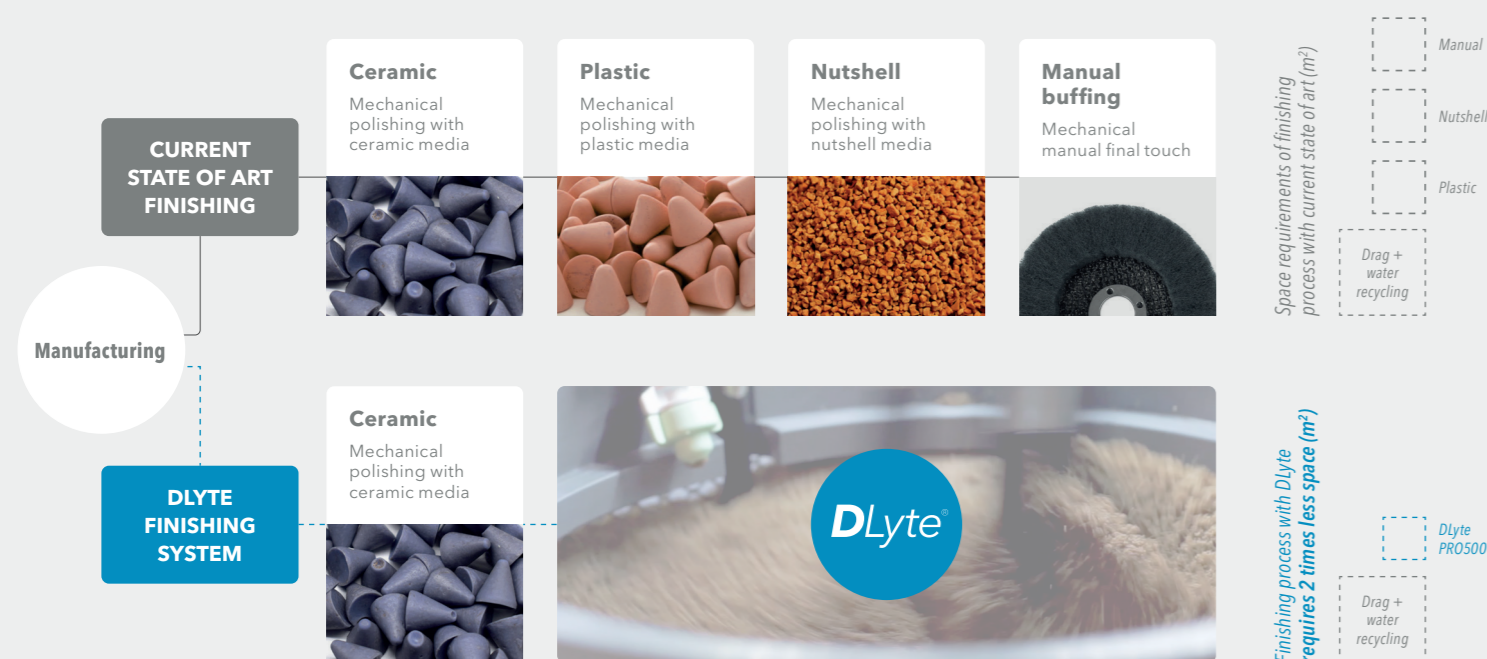 Manufacturing
CURRENT
STATE OF ART
FINISHING
Ceramic
Mechanical
polishing with
ceramic media
Plastic
Mechanical
polishing with
plastic media
Nutshell
Mechanical
polishing with
nutshell media
Manual
buffing
Mechanical
manual final touch
Space requirements of finishing
process with current state of art (m²)
Manual
Nutshell
Plastic
Drag +
water
recycling
DLYTE
FINISHING
SYSTEM
Ceramic
Mechanical
polishing with
ceramic media
DLyte®
Finishing process with DLyte
requires 2 times less space (m²)
DLyte
PRO500
Drag +
water
recycling